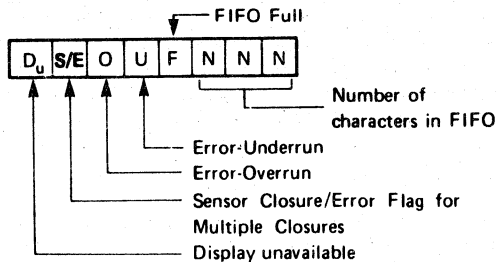 FIFO Full
Du S/E O U F N N N
Number of
characters in FIFO
Error-Underrun
Error-Overrun
Sensor Closure/Error Flag for
Multiple Closures
Display unavailable